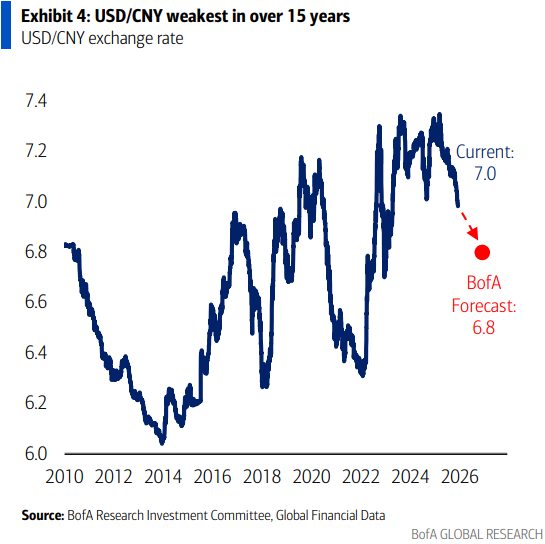 Exhibit 4: USD/CNY weakest in over 15 years
USD/CNY exchange rate
7.4
7.2
7.0
6.8
6.6
6.4
6.2
6.0
Current:
7.0
BofA
Forecast:
6.8
2010 2012 2014 2016 2018 2020 2022 2024 2026
Source: BofA Research Investment Committee, Global Financial Data
BofA GLOBAL RESEARCH